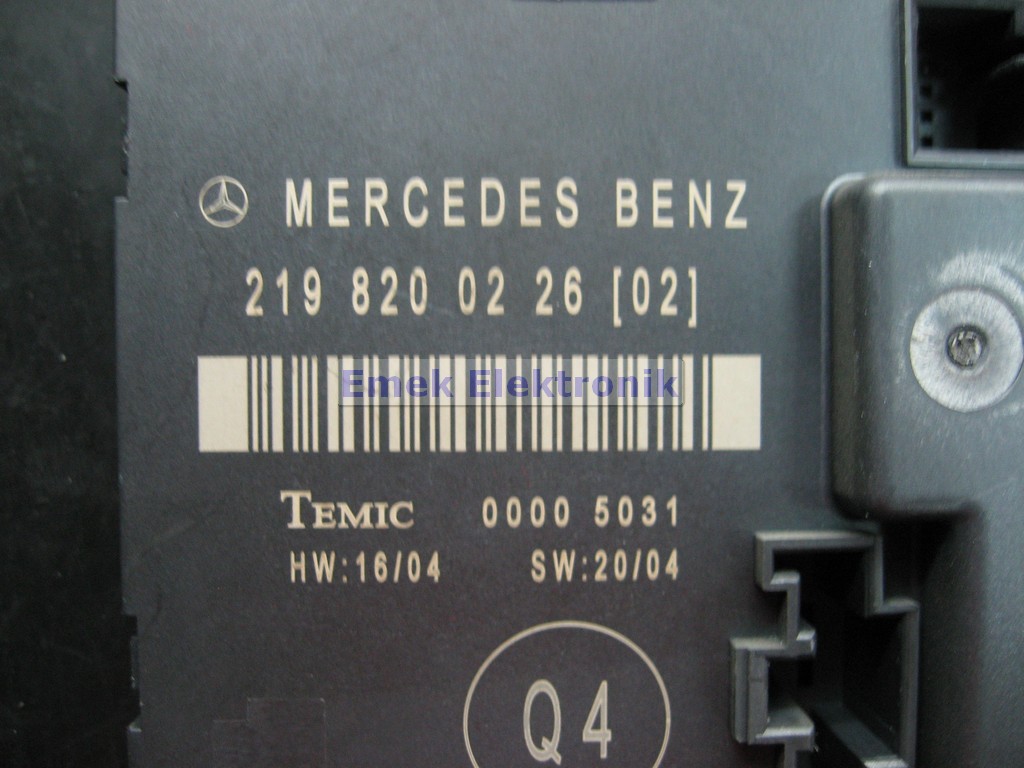 MERCEDES BENZ
219 820 02 26 [02]
Emek Elektronik
TEMIC 0000 5031
HW:16/04 SW:20/04
Q4